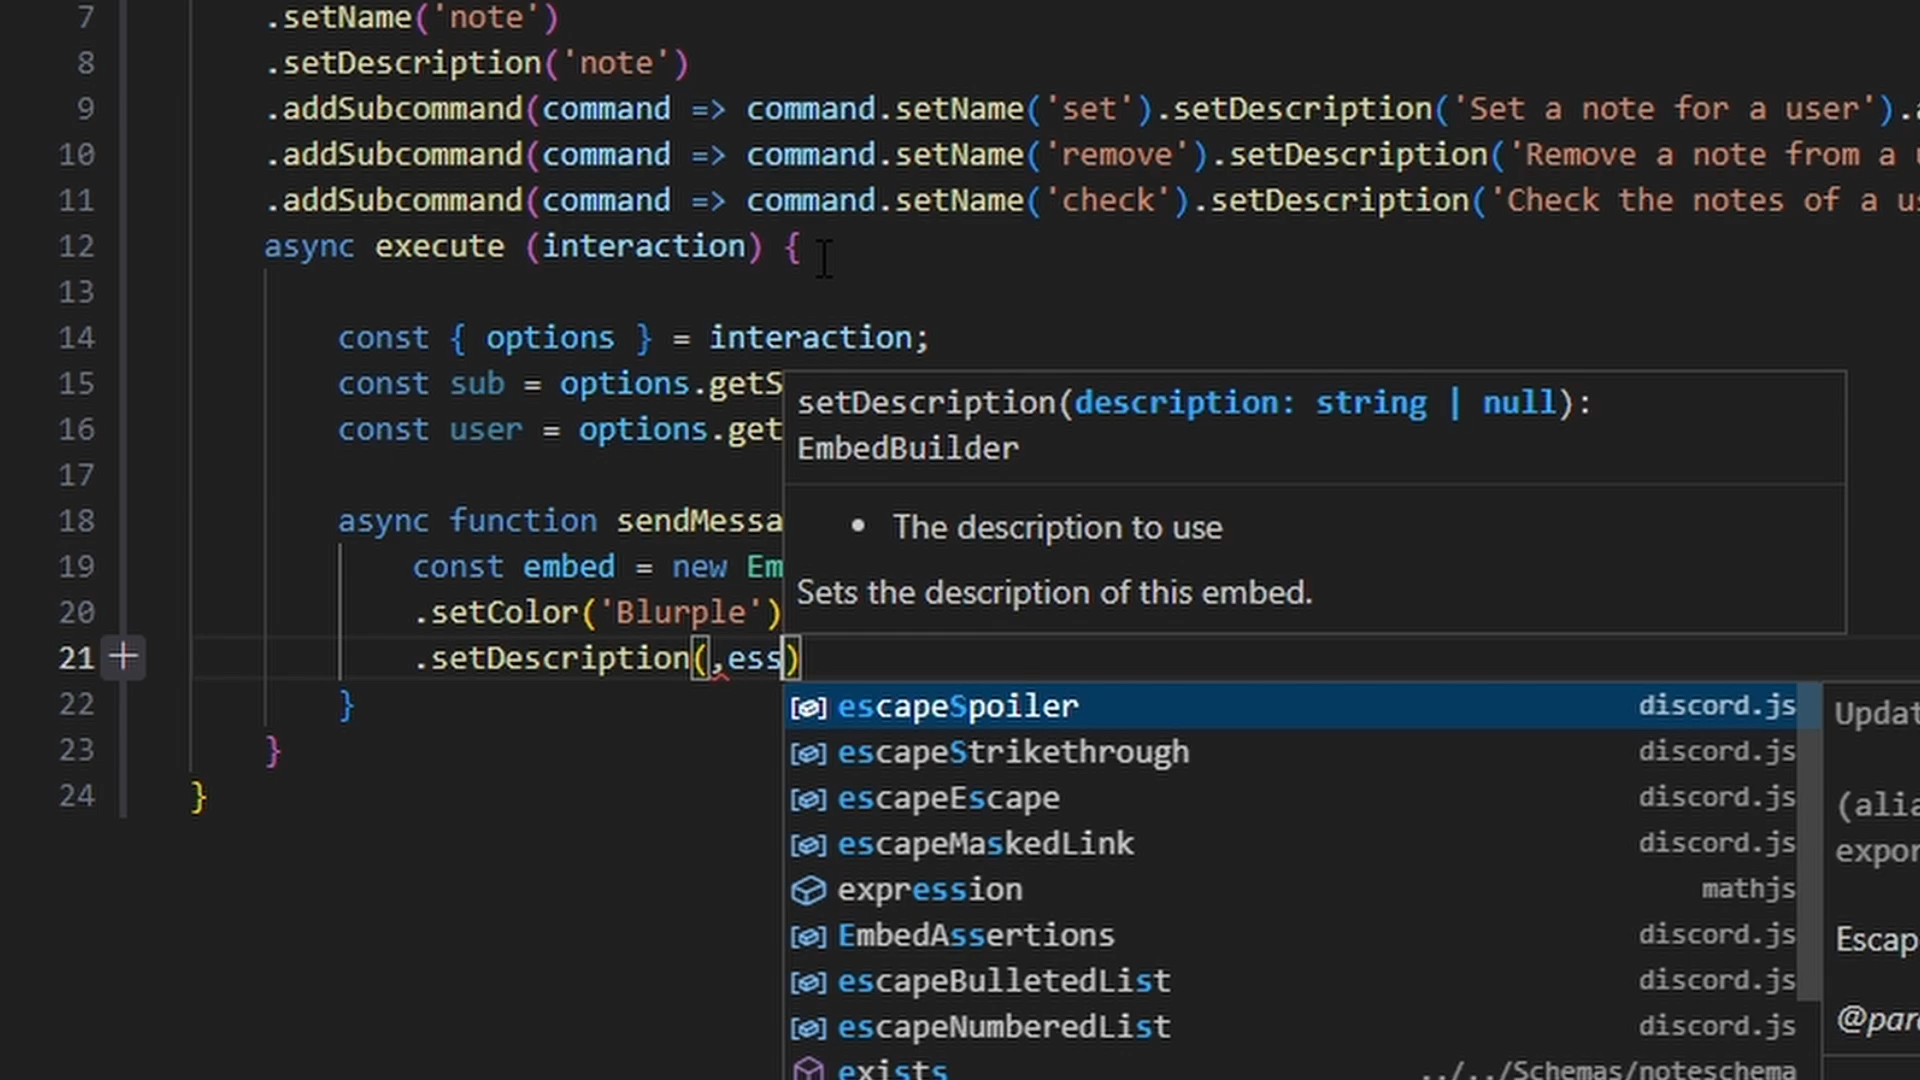 7 .setName('note')
8 .setDescription('note')
9 .addSubcommand(command => command.setName('set').setDescription('Set a note for a user').
10 .addSubcommand(command => command.setName('remove').setDescription('Remove a note from a
11 .addSubcommand(command => command.setName('check').setDescription('Check the notes of a
12 async execute (interaction) {
13
14 const { options } = interaction;
15 const sub = options.getS
16 const user = options.get
17
18 async function sendMessa
19 const embed = new Em
20 .setColor('Blurple')
21 .setDescription(,ess)
22 }
23 }
24 }
setDescription(description: string | null):
EmbedBuilder
• The description to use
Sets the description of this embed.
escapeSpoiler discord.js
escapeStrikethrough discord.js
escapeEscape discord.js
escapeMaskedLink discord.js
expression mathjs
EmbedAssertions discord.js
escapeBulletedList discord.js
escapeNumberedList discord.js
exists ../../Schemas/noteschema
Updat
(alia
expor
Escap
@para